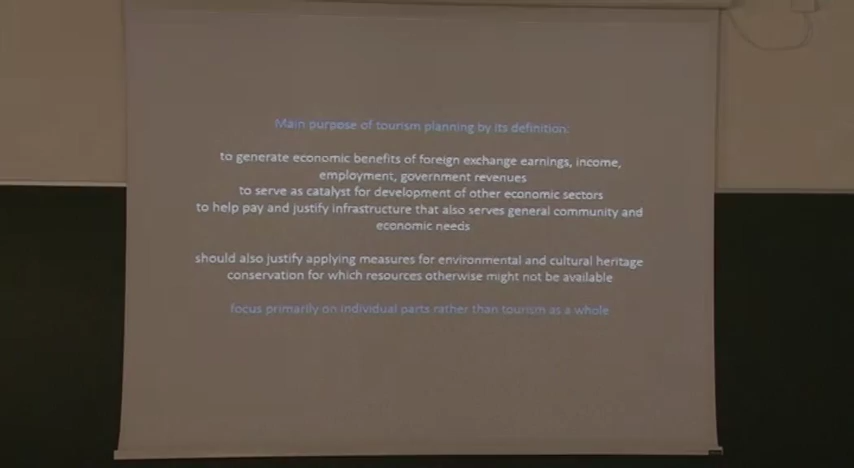 Main purpose of tourism planning by its definition:
to generate economic benefits of foreign exchange earnings, income,
employment, government revenues
to serve as catalyst for development of other economic sectors
to help pay and justify infrastructure that also serves general community and
economic needs
should also justify applying measures for environmental and cultural heritage
conservation for which resources otherwise might not be available
focus primarily on individual parts rather than tourism as a whole